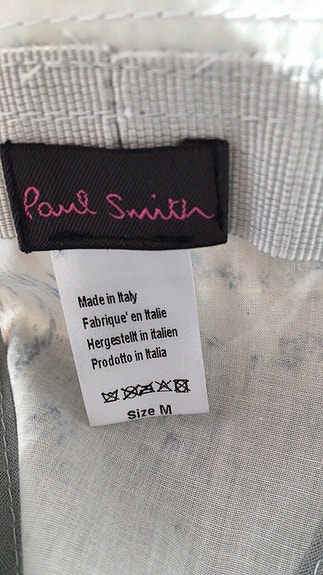 Paul Smith
Made in Italy
Fabrique' en Italie
Hergestellt in italien
Prodotto in Italia
Size M